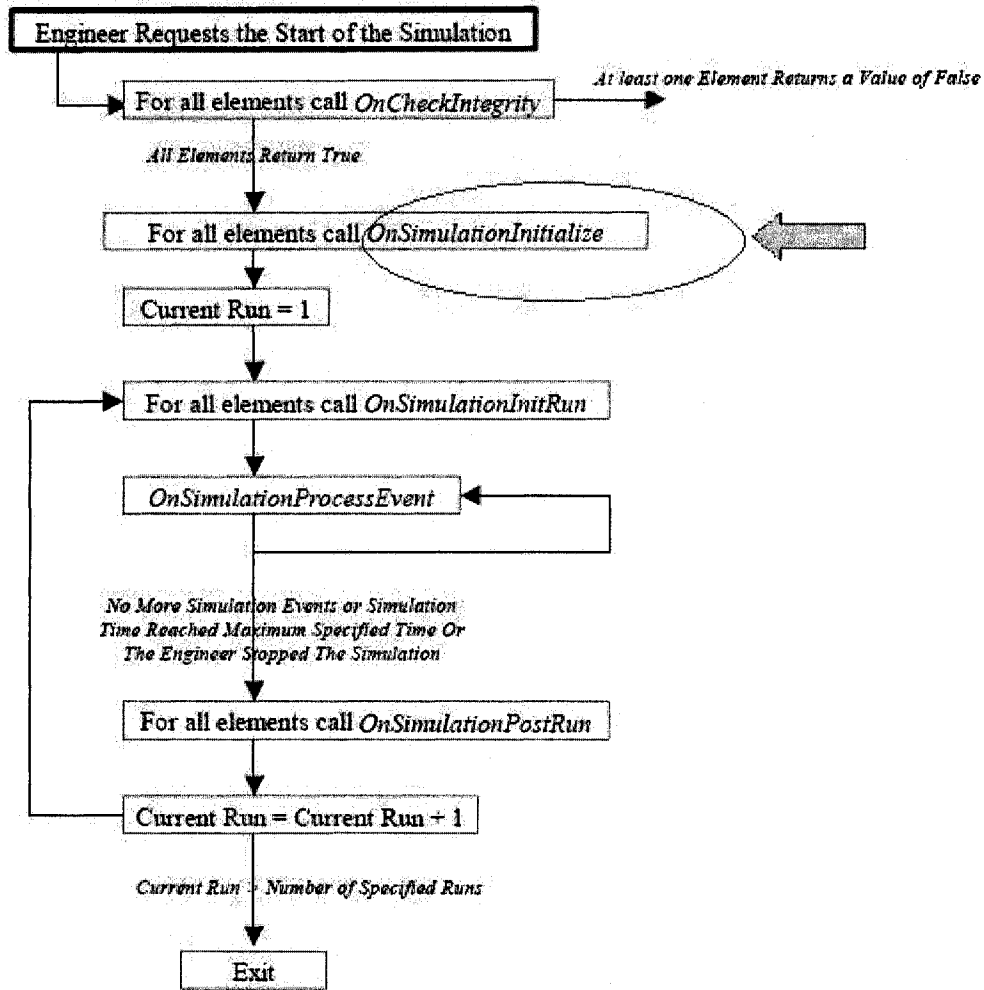 Engineer Requests the Start of the Simulation
At least one Element Returns a Value of False
For all elements call OnCheckIntegrity
All Elements Return True
For all elements call OnSimulationInitialize
Current Run = 1
For all elements call OnSimulationInitRun
OnSimulationProcessEvent
No More Simulation Events or Simulation
Time Reached Maximum Specified Time Or
The Engineer Stopped The Simulation
For all elements call OnSimulationPostRun
Current Run = Current Run + 1
Current Run Number of Specified Runs
Exit